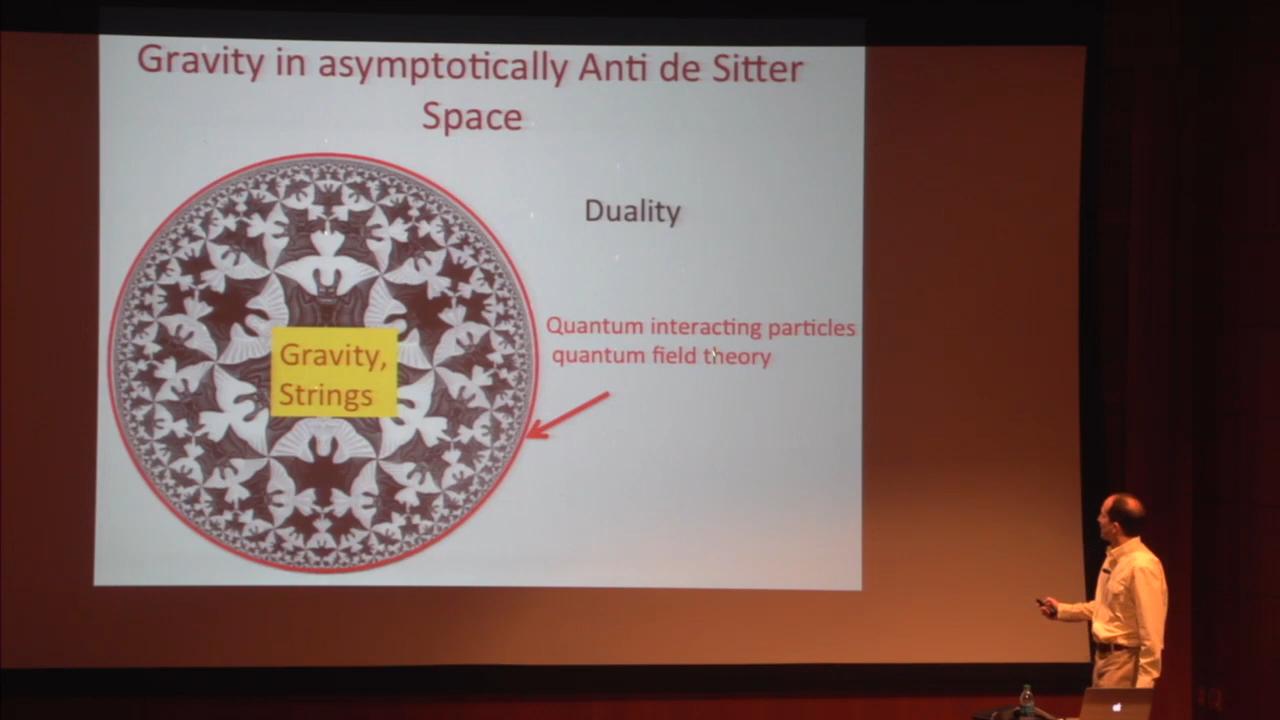 Gravity in asymptotically Anti de Sitter
Space
Duality
Quantum interacting particles
quantum field theory
Gravity,
Strings